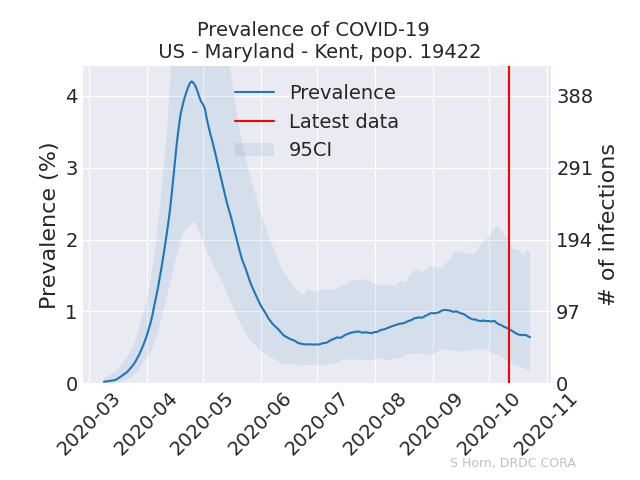 Prevalence of COVID-19
US - Maryland - Kent, pop. 19422
Prevalence
Latest data
95CI
Prevalence (%)
4
3
2
1
0
388
291
194
97
0
# of infections
2020-03
2020-04
2020-05
2020-06
2020-07
2020-08
2020-09
2020-10
2020-11
S Horn, DRDC CORA